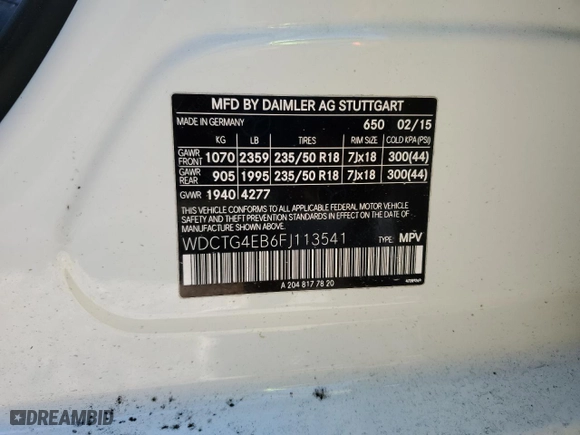 MFD BY DAIMLER AG STUTTGART
MADE IN GERMANY 650 02/15
KG LB TIRES RIM SIZE COLD KPA(PSI)
GAWR FRONT 1070 2359 235/50 R18 7Jx18 300(44)
GAWR REAR 905 1995 235/50 R18 7Jx18 300(44)
GVWR 1940 4277
THIS VEHICLE CONFORMS TO ALL APPLICABLE FEDERAL MOTOR VEHICLE
SAFETY AND THEFT PREVENTION STANDARDS IN EFFECT ON THE DATE OF
MANUFACTURE SHOWN ABOVE.
WDCTG4EB6FJ113541 TYPE: MPV
A 204 817 78 20
DREAMBID